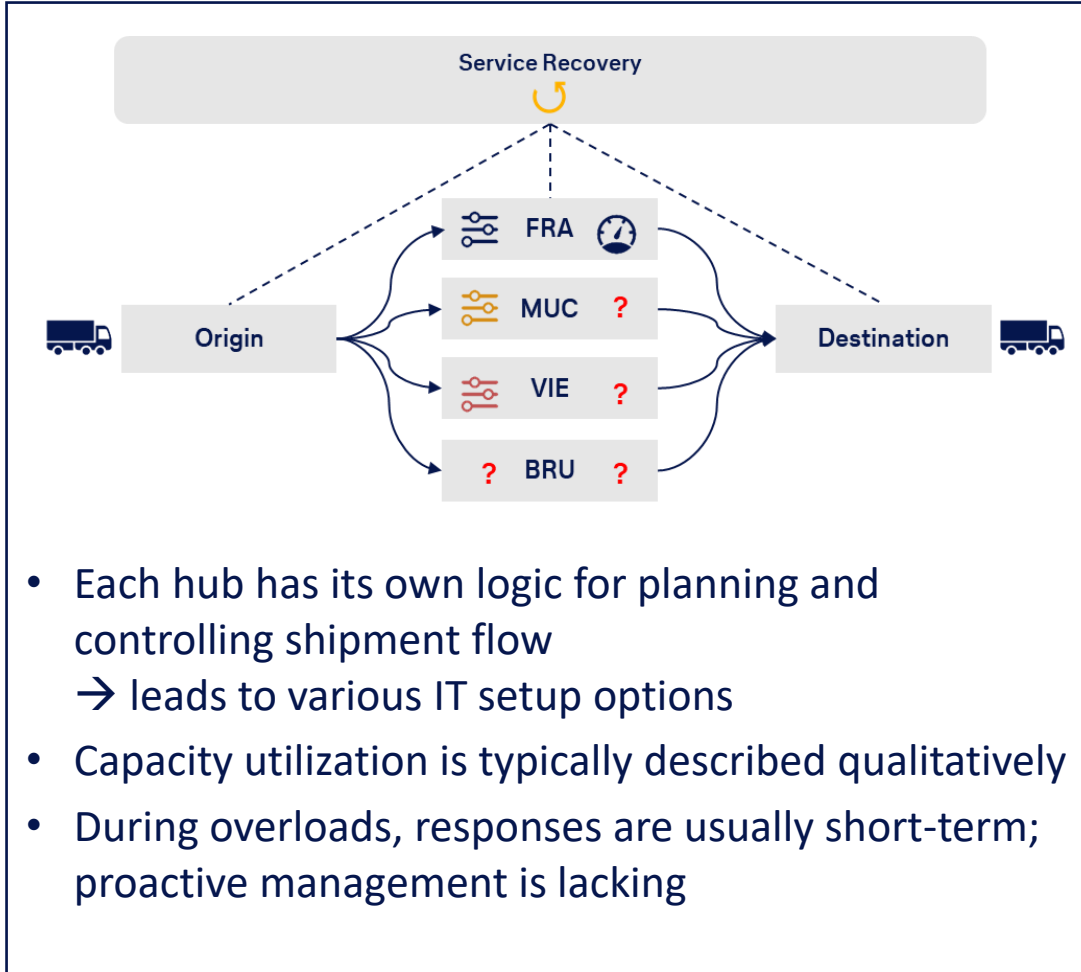 Service Recovery
FRA
MUC ?
Origin
Destination
VIE ?
? BRU ?
• Each hub has its own logic for planning and
controlling shipment flow
→ leads to various IT setup options
• Capacity utilization is typically described qualitatively
• During overloads, responses are usually short-term;
proactive management is lacking